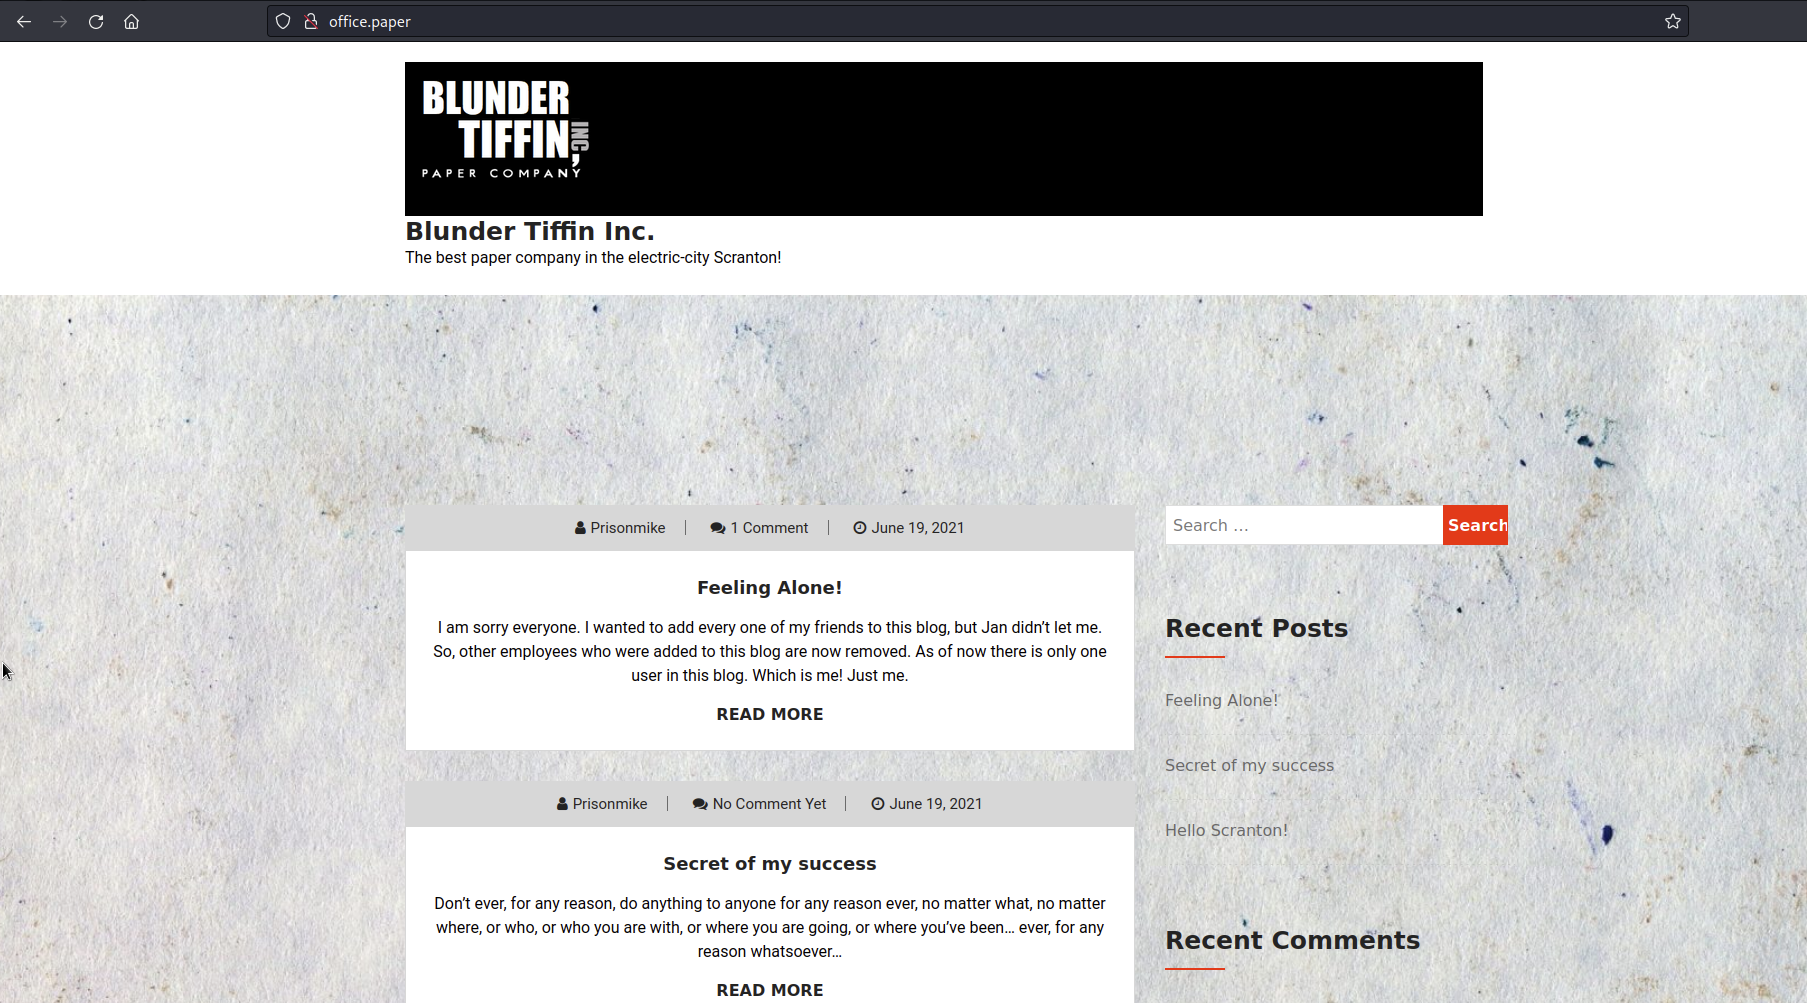 office.paper
BLUNDER
TIFFIN, INC
PAPER COMPANY
Blunder Tiffin Inc.
The best paper company in the electric-city Scranton!
Prisonmike | 1 Comment | June 19, 2021
Feeling Alone!
I am sorry everyone. I wanted to add every one of my friends to this blog, but Jan didn’t let me.
So, other employees who were added to this blog are now removed. As of now there is only one
user in this blog. Which is me! Just me.
READ MORE
Prisonmike | No Comment Yet | June 19, 2021
Secret of my success
Don’t ever, for any reason, do anything to anyone for any reason ever, no matter what, no matter
where, or who, or who you are with, or where you are going, or where you’ve been… ever, for any
reason whatsoever…
READ MORE
Search …
Search
Recent Posts
Feeling Alone!
Secret of my success
Hello Scranton!
Recent Comments